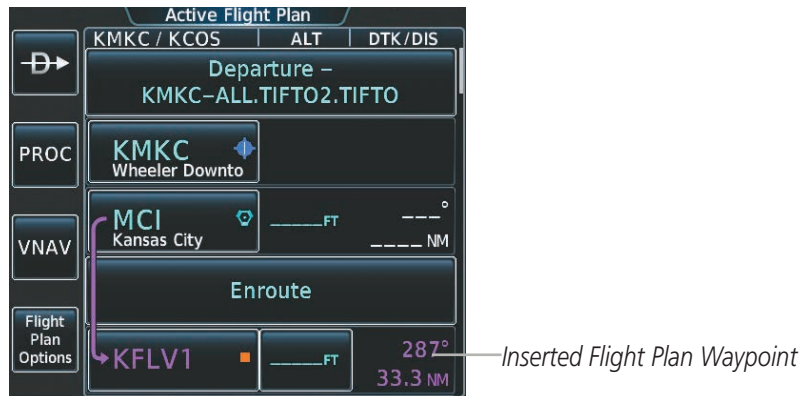 Active Flight Plan
KMKC / KCOS ALT DTK/DIS
D
Departure –
KMKC–ALL.TIFTO2.TIFTO
PROC
KMKC
Wheeler Downto
MCI
Kansas City
_____FT
___°
____ NM
VNAV
Enroute
Flight
Plan
Options
KFLV1
_____FT
287°
33.3 NM
Inserted Flight Plan Waypoint